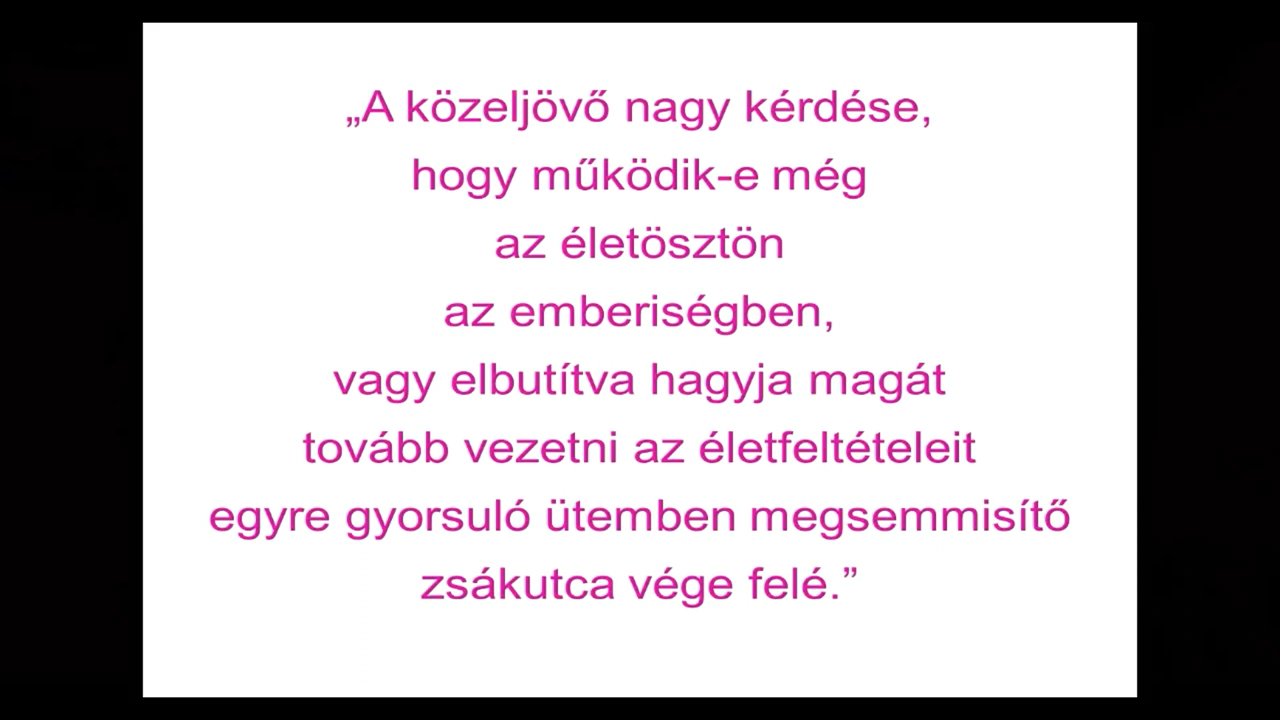 „A közeljövő nagy kérdése,
hogy működik-e még
az életösztön
az emberiségben,
vagy elbutítva hagyja magát
tovább vezetni az életfeltételeit
egyre gyorsuló ütemben megsemmisítő
zsákutca vége felé.”